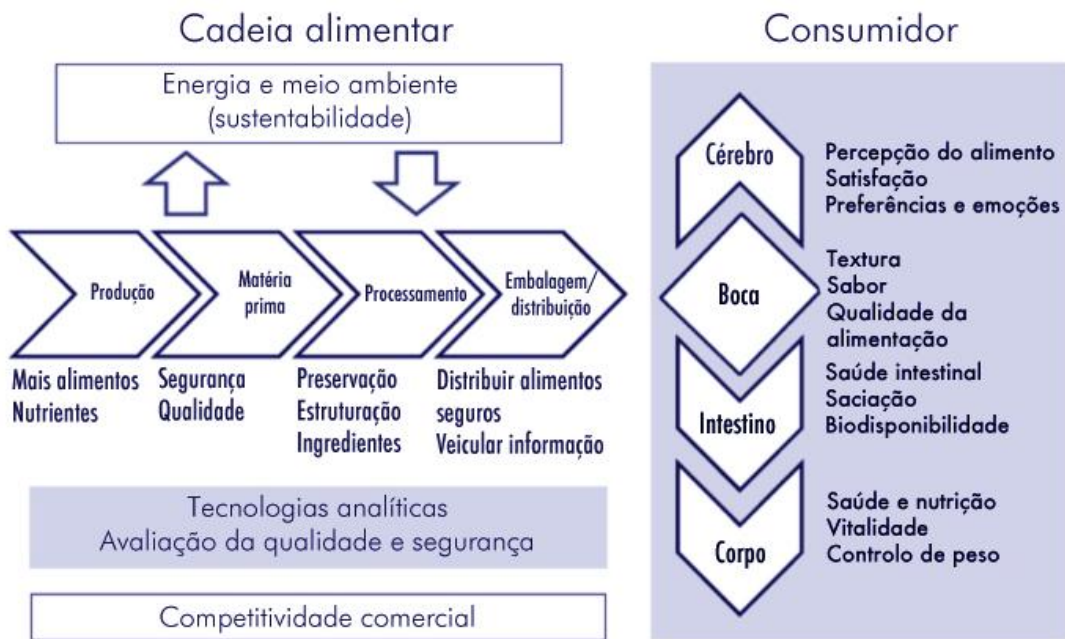 Cadeia alimentar
Energia e meio ambiente
(sustentabilidade)
Produção
Matéria
prima
Processamento
Embalagem/
distribuição
Mais alimentos
Nutrientes
Segurança
Qualidade
Preservação
Estruturação
Ingredientes
Distribuir alimentos
seguros
Veicular informação
Tecnologias analíticas
Avaliação da qualidade e segurança
Competitividade comercial
Consumidor
Cérebro
Percepção do alimento
Satisfação
Preferências e emoções
Boca
Textura
Sabor
Qualidade da
alimentação
Intestino
Saúde intestinal
Saciação
Biodisponibilidade
Corpo
Saúde e nutrição
Vitalidade
Controlo de peso